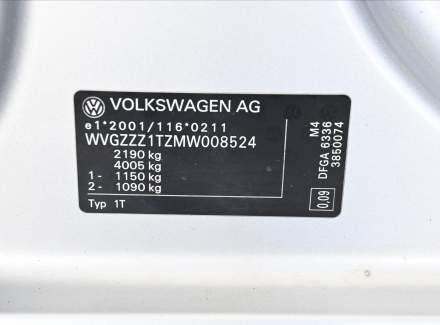 VOLKSWAGEN AG
e1*2001/116*0211
WVGZZZ1TZMW008524
2190 kg
4005 kg
1- 1150 kg
2- 1090 kg
Typ 1T
M4
DFGA 6336
3850074
0,09